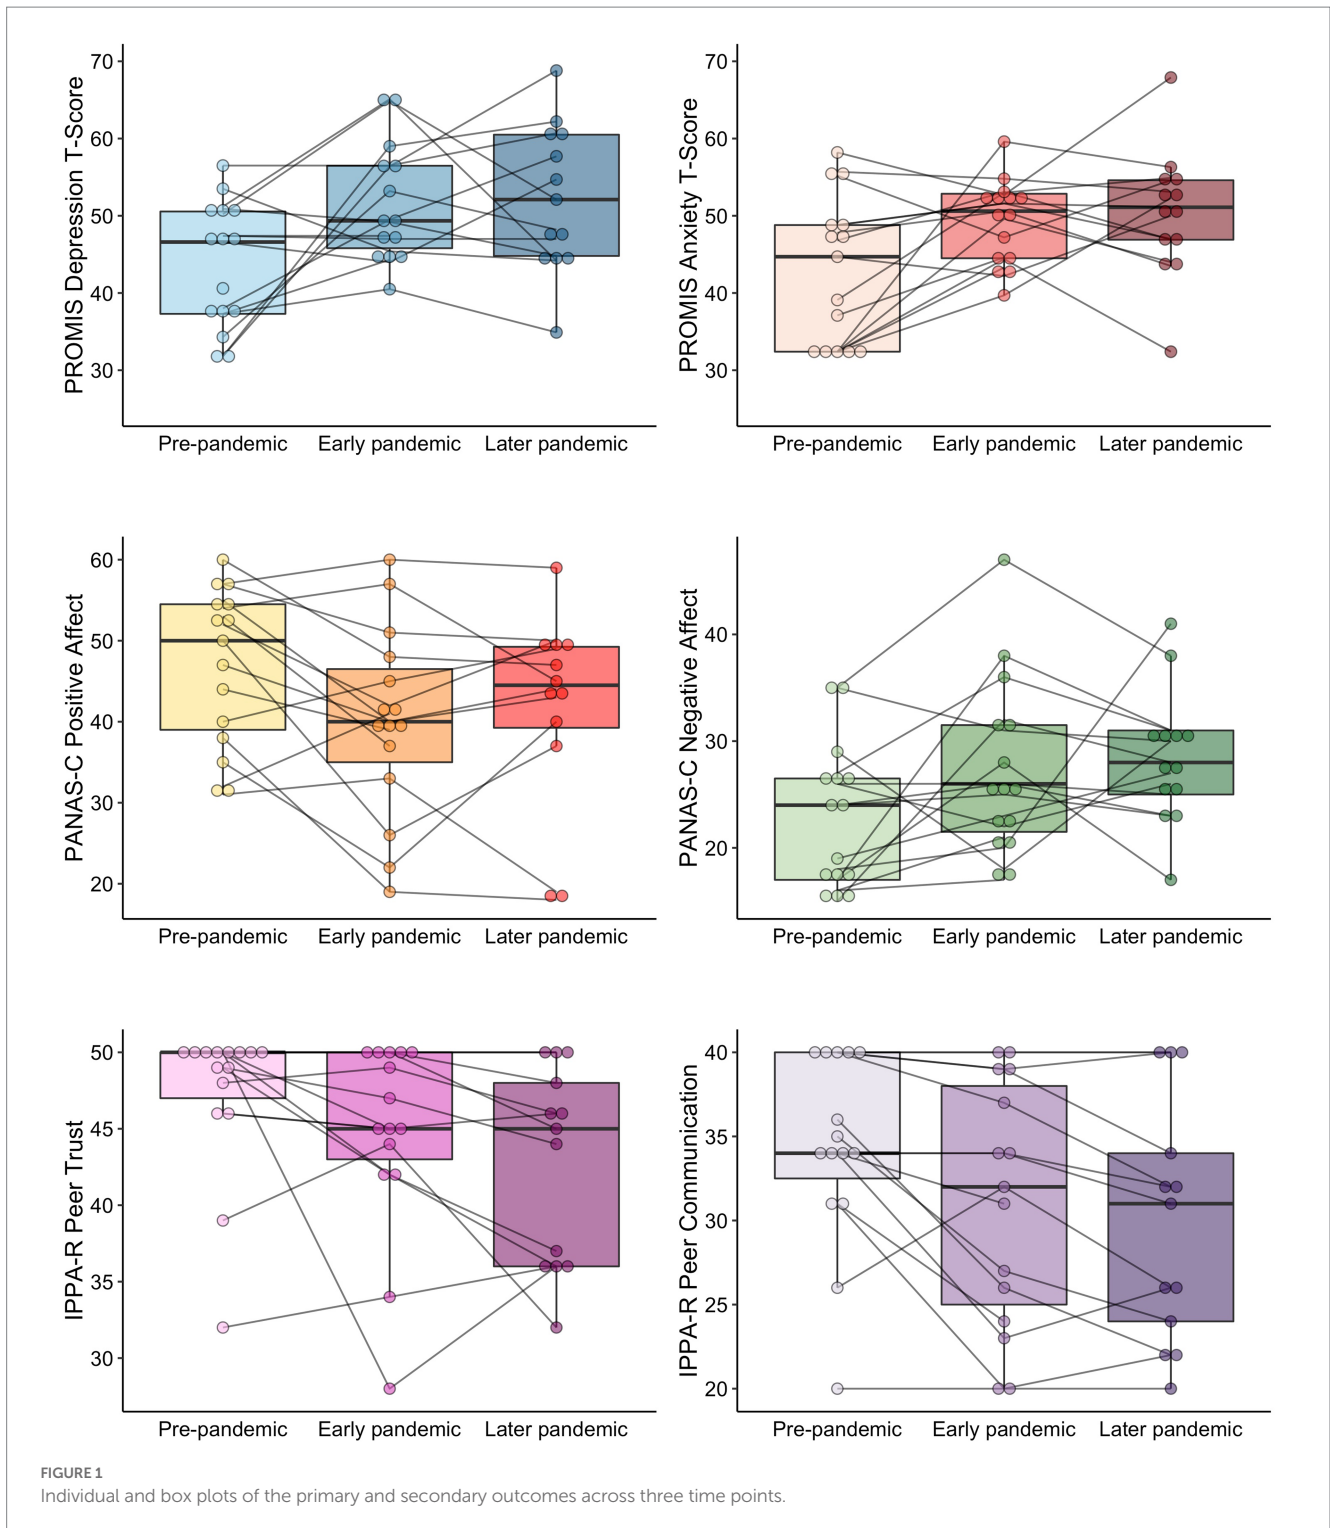 PROMIS Depression T-Score
70
60
50
40
30
Pre-pandemic Early pandemic Later pandemic
PROMIS Anxiety T-Score
70
60
50
40
30
Pre-pandemic Early pandemic Later pandemic
PANAS-C Positive Affect
60
50
40
30
20
Pre-pandemic Early pandemic Later pandemic
PANAS-C Negative Affect
40
30
20
Pre-pandemic Early pandemic Later pandemic
IPPA-R Peer Trust
50
45
40
35
30
Pre-pandemic Early pandemic Later pandemic
IPPA-R Peer Communication
40
35
30
25
20
Pre-pandemic Early pandemic Later pandemic
FIGURE 1
Individual and box plots of the primary and secondary outcomes across three time points.